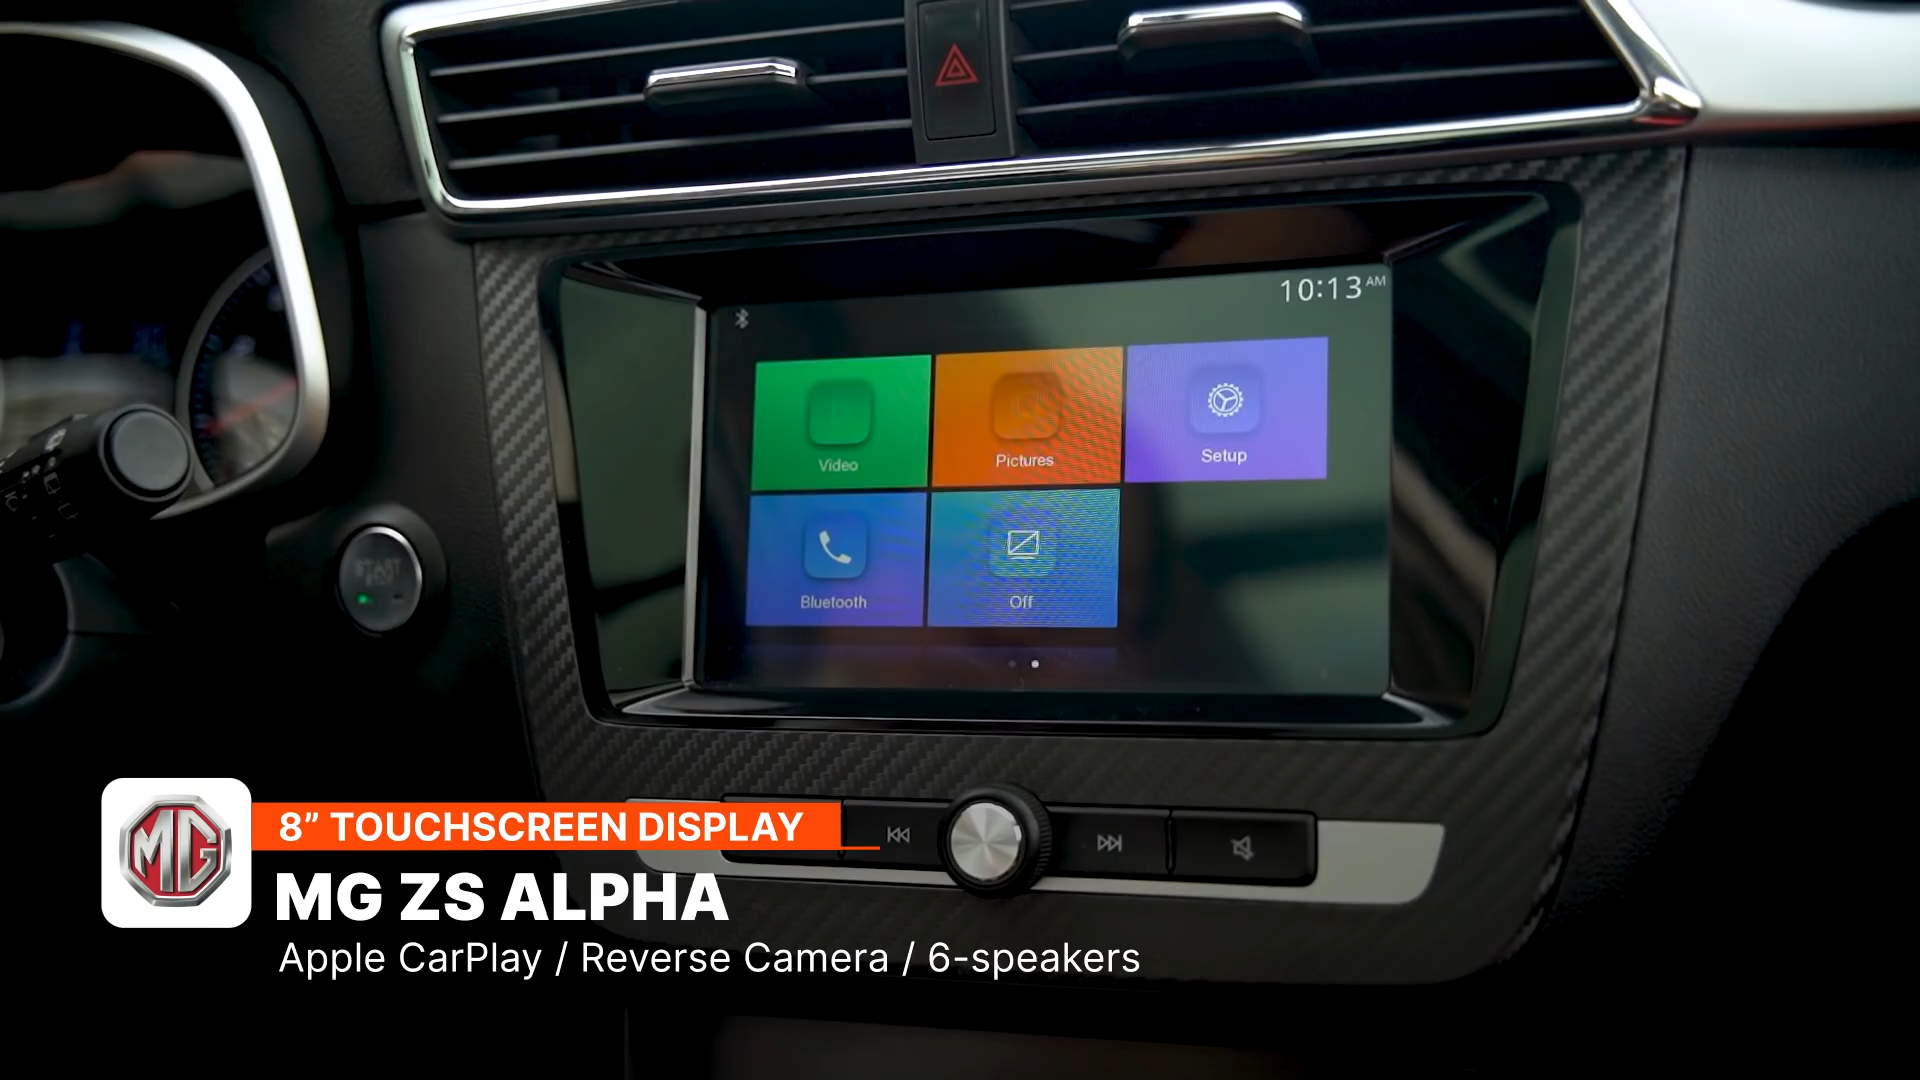 10:13 AM
Video
Pictures
Setup
Bluetooth
Off
START
MG
8” TOUCHSCREEN DISPLAY
MG ZS ALPHA
Apple CarPlay / Reverse Camera / 6-speakers